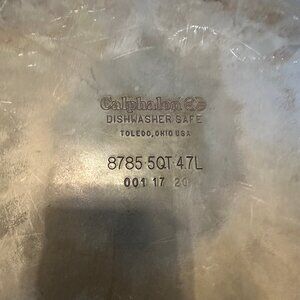 Calphalon
DISHWASHER SAFE
TOLEDO, OHIO USA
8785 5QT 4.7L
001 17 20